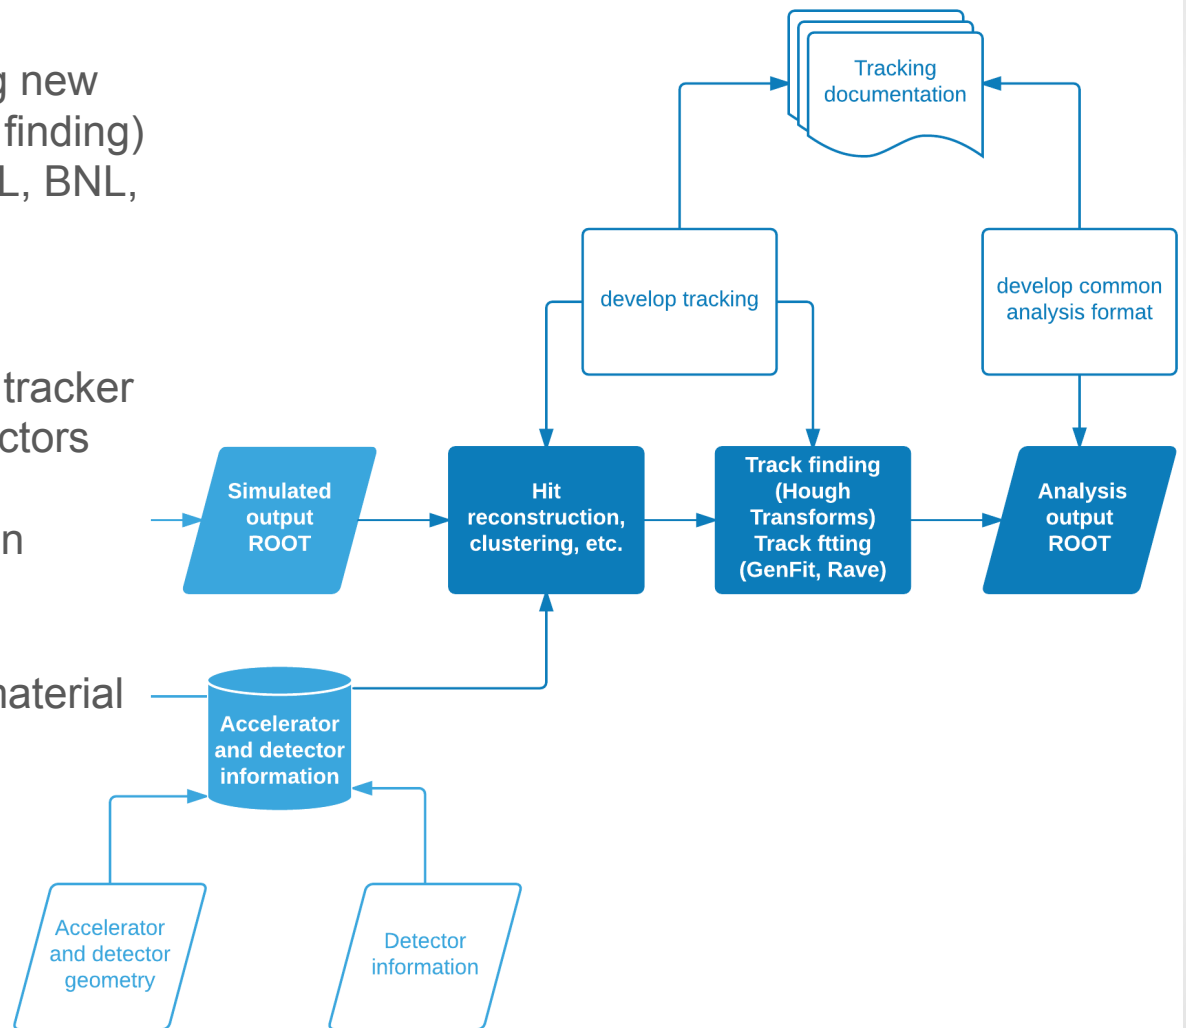 g new
finding)
L, BNL,
tracker
ctors
n
naterial
Tracking
documentation
develop tracking
develop common
analysis format
Simulated
output
ROOT
Hit
reconstruction,
clustering, etc.
Track finding
(Hough
Transforms)
Track ftting
(GenFit, Rave)
Analysis
output
ROOT
Accelerator
and detector
information
Accelerator
and detector
geometry
Detector
information